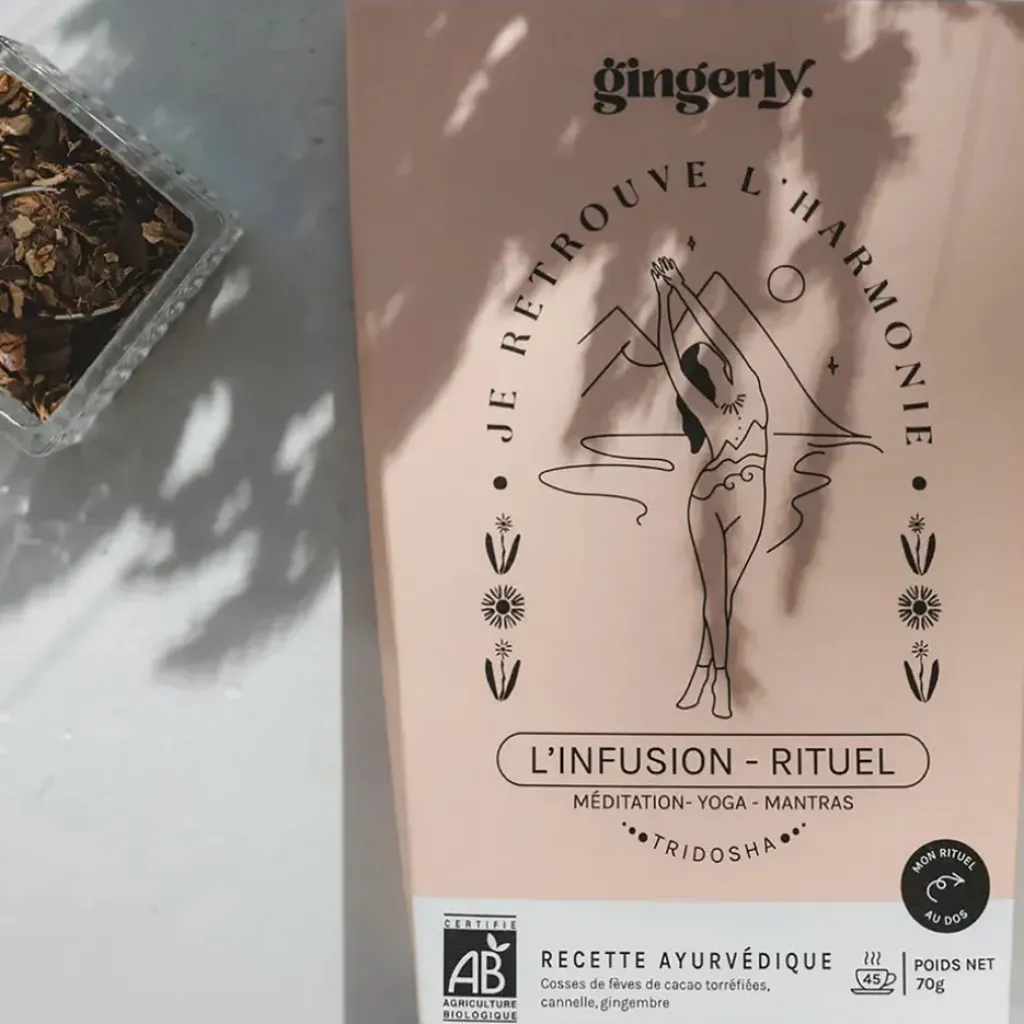 gingerly.
JE RETROUVE L'HARMONIE
L'INFUSION - RITUEL
MÉDITATION- YOGA - MANTRAS
TRIDOSHA
MON RITUEL
AU DOS
CERTIFIÉ
AB
AGRICULTURE
BIOLOGIQUE
RECETTE AYURVÉDIQUE
Cosses de fèves de cacao torréfiées,
cannelle, gingembre
45
POIDS NET
70g